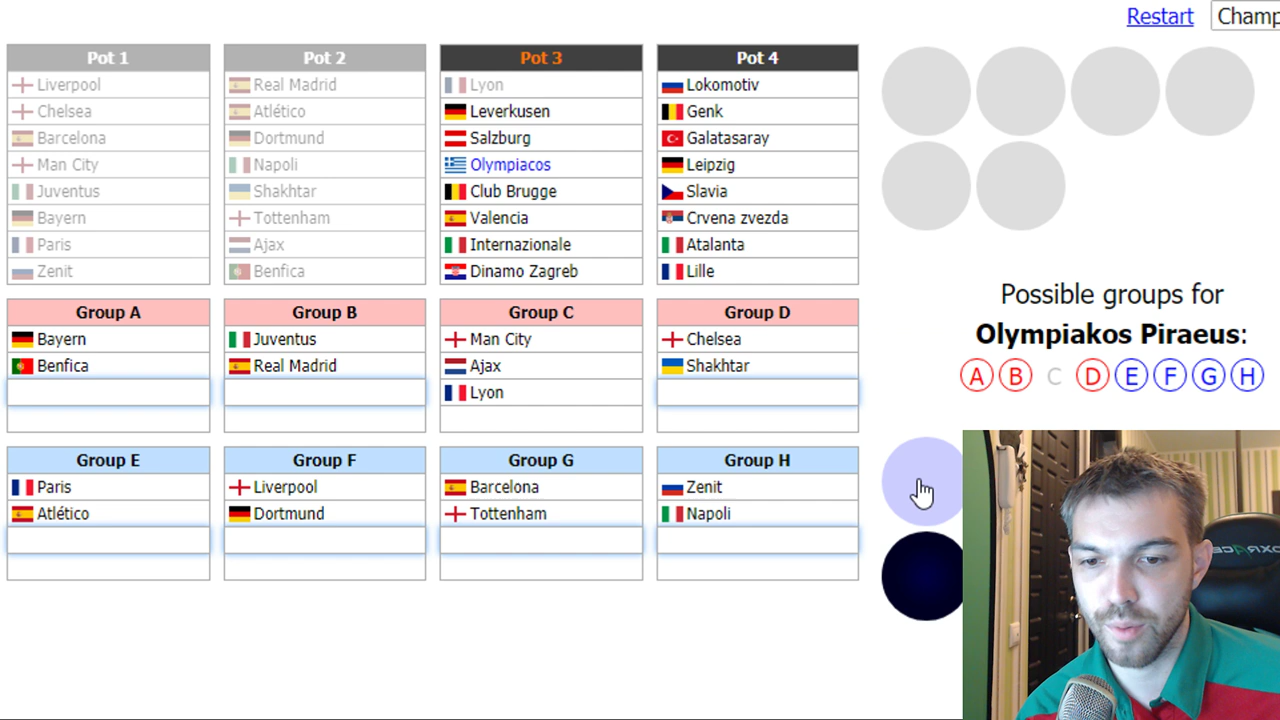 Restart Champ
Pot 1
Liverpool
Chelsea
Barcelona
Man City
Juventus
Bayern
Paris
Zenit
Pot 2
Real Madrid
Atlético
Dortmund
Napoli
Shakhtar
Tottenham
Ajax
Benfica
Pot 3
Lyon
Leverkusen
Salzburg
Olympiacos
Club Brugge
Valencia
Internazionale
Dinamo Zagreb
Pot 4
Lokomotiv
Genk
Galatasaray
Leipzig
Slavia
Crvena zvezda
Atalanta
Lille
Group A
Bayern
Benfica
Group B
Juventus
Real Madrid
Group C
Man City
Ajax
Lyon
Group D
Chelsea
Shakhtar
Group E
Paris
Atlético
Group F
Liverpool
Dortmund
Group G
Barcelona
Tottenham
Group H
Zenit
Napoli
Possible groups for
Olympiakos Piraeus:
A B C D E F G H